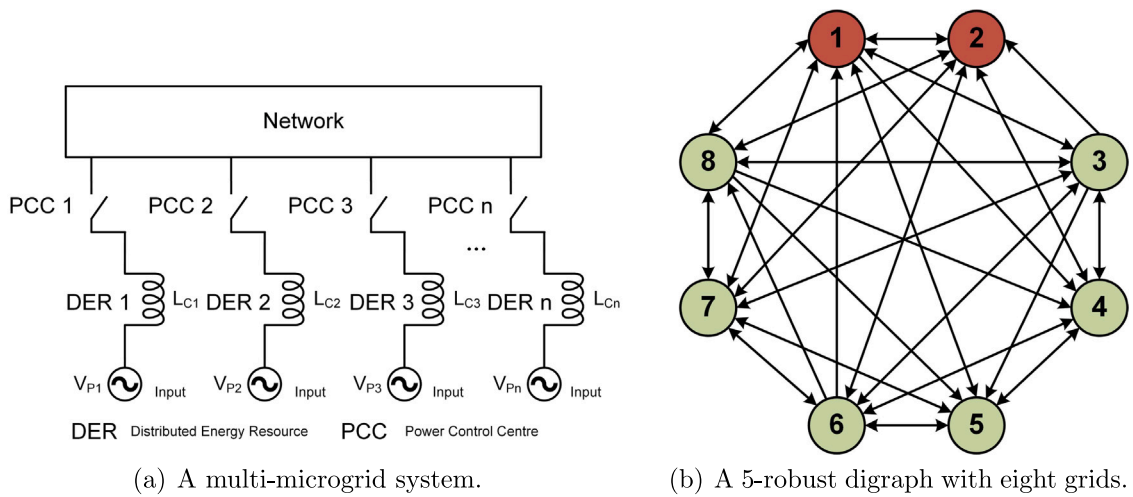 Network
PCC 1 PCC 2 PCC 3 PCC n
...
DER 1 LC1 DER 2 LC2 DER 3 LC3 DER n LCn
VP1 Input VP2 Input VP3 Input VPn Input
DER Distributed Energy Resource PCC Power Control Centre
(a) A multi-microgrid system.
1 2
8 3
7 4
6 5
(b) A 5-robust digraph with eight grids.